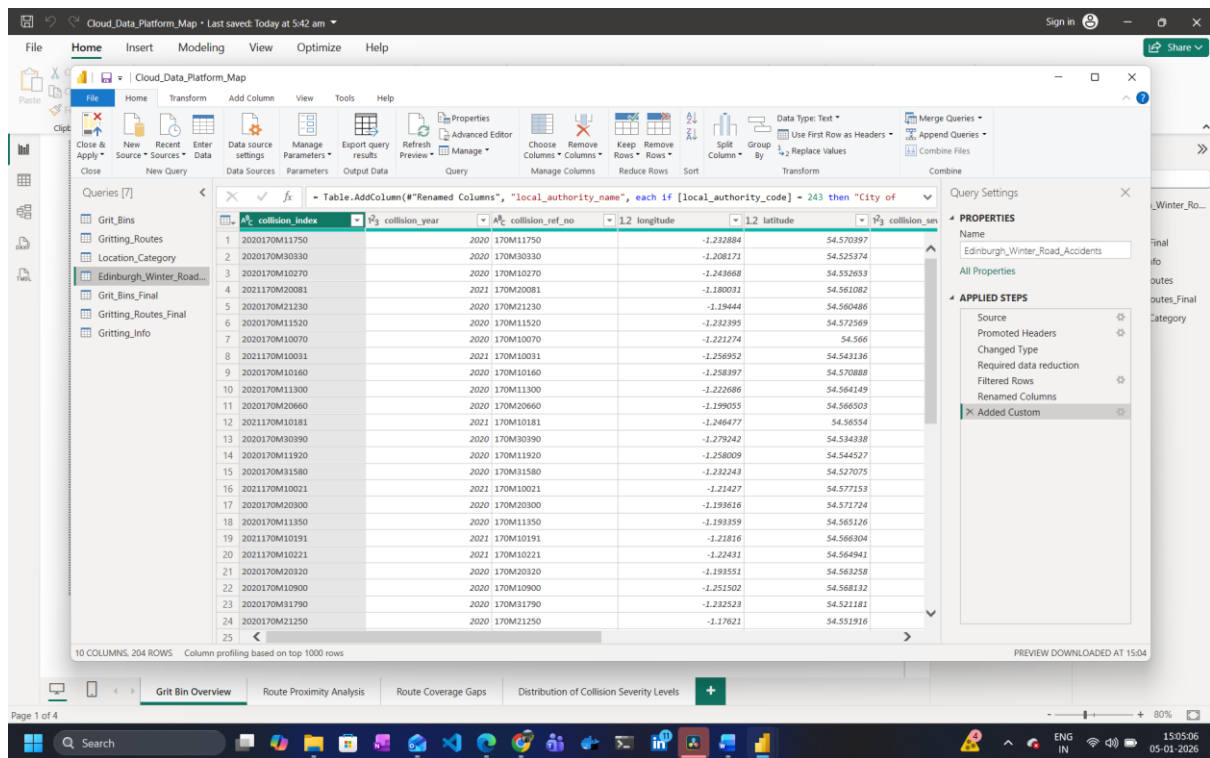 Cloud_Data_Platform_Map • Last saved: Today at 5:42 am
Sign in
File Home Insert Modeling View Optimize Help
Share
Paste
Clipt
Cloud_Data_Platform_Map
File Home Transform Add Column View Tools Help
Close & Apply
New Source
Recent Sources
Enter Data
Data source settings
Manage Parameters
Export query results
Refresh Preview
Properties
Advanced Editor
Manage
Choose Columns
Remove Columns
Keep Rows
Remove Rows
Split Column
Group By
Data Type: Text
Use First Row as Headers
Replace Values
Merge Queries
Append Queries
Combine Files
Close New Query Data Sources Parameters Output Data Query Manage Columns Reduce Rows Sort Transform Combine
Queries [7]
Grit_Bins
Gritting_Routes
Location_Category
Edinburgh_Winter_Road...
Grit_Bins_Final
Gritting_Routes_Final
Gritting_Info
fx = Table.AddColumn(#"Renamed Columns", "local_authority_name", each if [local_authority_code] = 243 then "City of
ABC collision_index 123 collision_year ABC collision_ref_no 1.2 longitude 1.2 latitude 123 collision_sev
1 2020170M11750 2020 170M11750 -1.232884 54.570397
2 2020170M30330 2020 170M30330 -1.208171 54.525374
3 2020170M10270 2020 170M10270 -1.243668 54.552653
4 2021170M20081 2021 170M20081 -1.180031 54.561082
5 2020170M21230 2020 170M21230 -1.19444 54.560486
6 2020170M11520 2020 170M11520 -1.232395 54.572569
7 2020170M10070 2020 170M10070 -1.221274 54.566
8 2021170M10031 2021 170M10031 -1.256952 54.543136
9 2020170M10160 2020 170M10160 -1.258397 54.570888
10 2020170M11300 2020 170M11300 -1.222686 54.564149
11 2020170M20660 2020 170M20660 -1.199055 54.566503
12 2021170M10181 2021 170M10181 -1.246477 54.56554
13 2020170M30390 2020 170M30390 -1.279242 54.534338
14 2020170M11920 2020 170M11920 -1.258009 54.544527
15 2020170M31580 2020 170M31580 -1.232243 54.527075
16 2021170M10021 2021 170M10021 -1.21427 54.577153
17 2020170M20300 2020 170M20300 -1.193616 54.571724
18 2020170M11350 2020 170M11350 -1.193359 54.565126
19 2021170M10191 2021 170M10191 -1.21816 54.566304
20 2021170M10221 2021 170M10221 -1.22431 54.564941
21 2020170M20320 2020 170M20320 -1.193551 54.563258
22 2020170M10900 2020 170M10900 -1.251502 54.568132
23 2020170M31790 2020 170M31790 -1.232523 54.521181
24 2020170M21250 2020 170M21250 -1.17621 54.551916
25
Query Settings
PROPERTIES
Name
Edinburgh_Winter_Road_Accidents
All Properties
APPLIED STEPS
Source
Promoted Headers
Changed Type
Required data reduction
Filtered Rows
Renamed Columns
Added Custom
_Winter_Ro...
Final
fo
outes
outes_Final
Category
10 COLUMNS, 204 ROWS Column profiling based on top 1000 rows
PREVIEW DOWNLOADED AT 15:04
Grit Bin Overview Route Proximity Analysis Route Coverage Gaps Distribution of Collision Severity Levels
Page 1 of 4
80%
Search
4
ENG
IN
15:05:06
05-01-2026